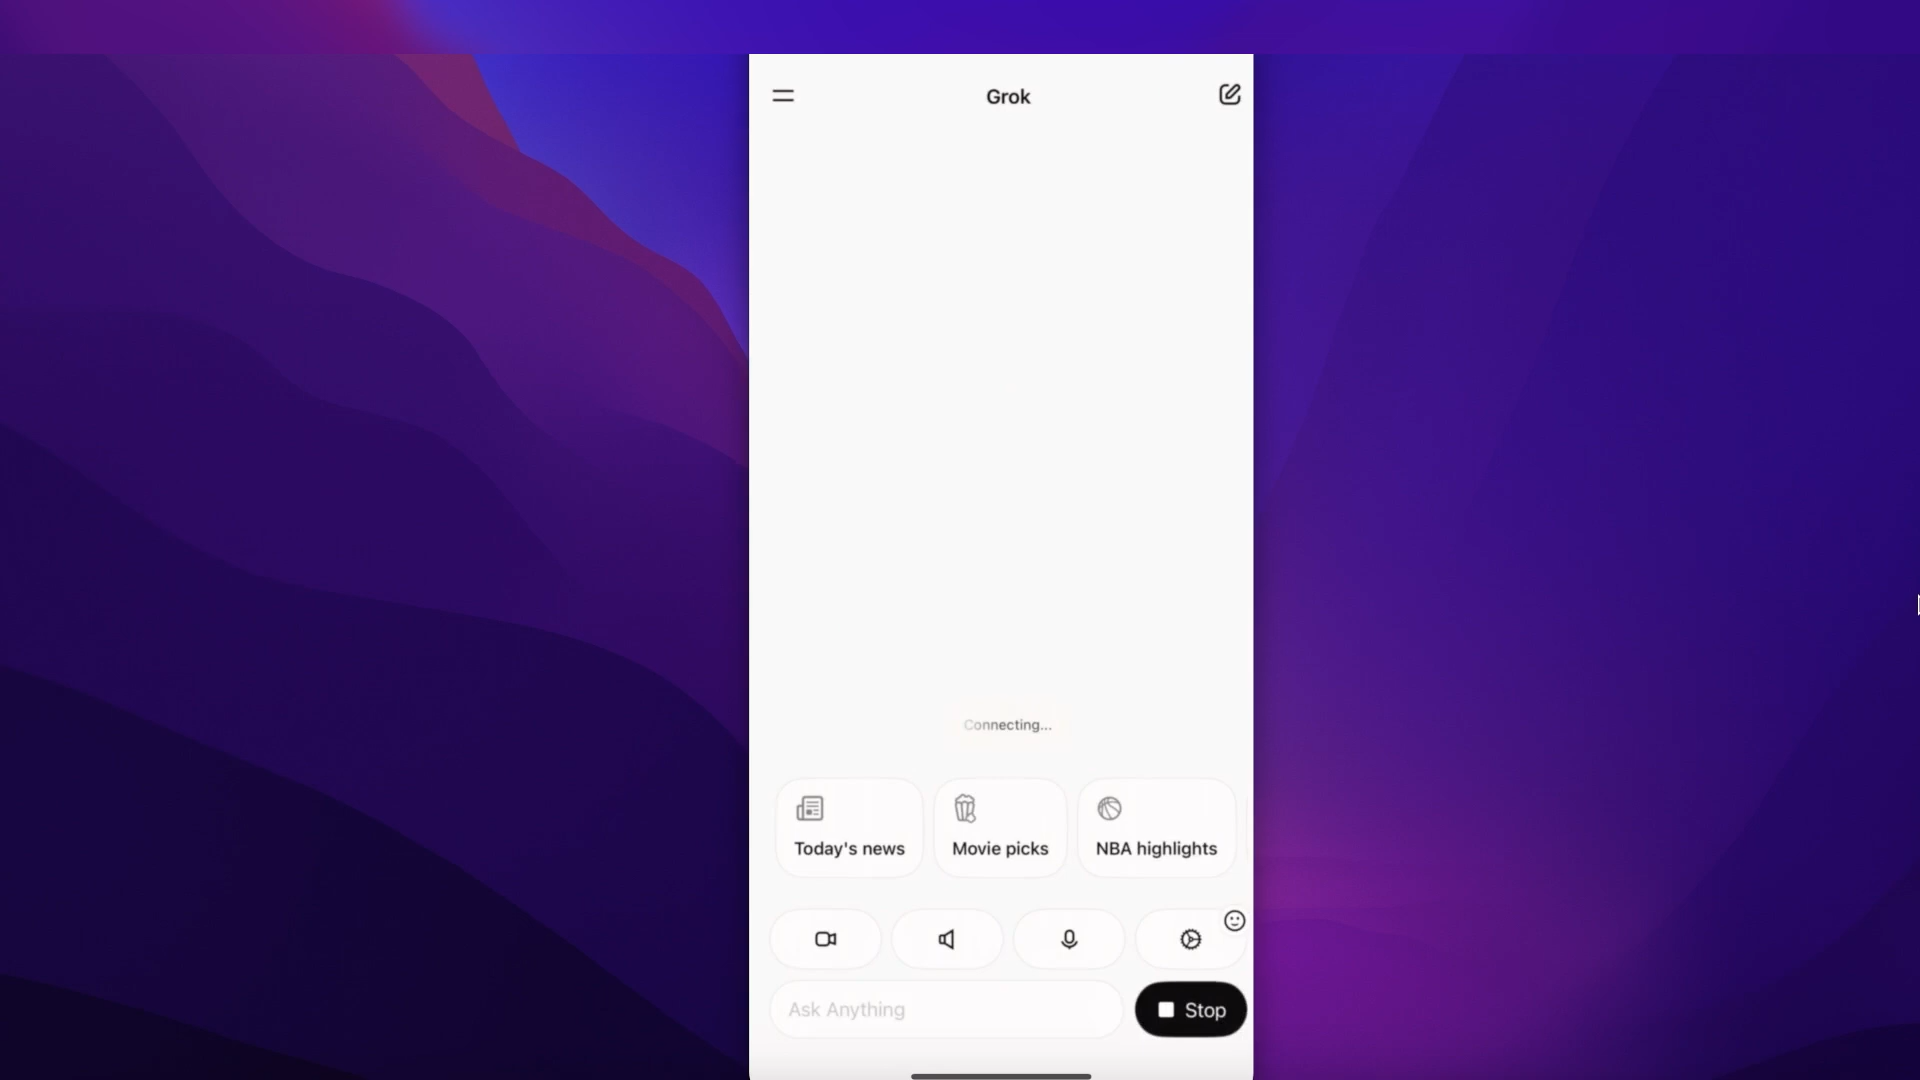 Grok
Connecting...
Today's news
Movie picks
NBA highlights
Ask Anything
Stop